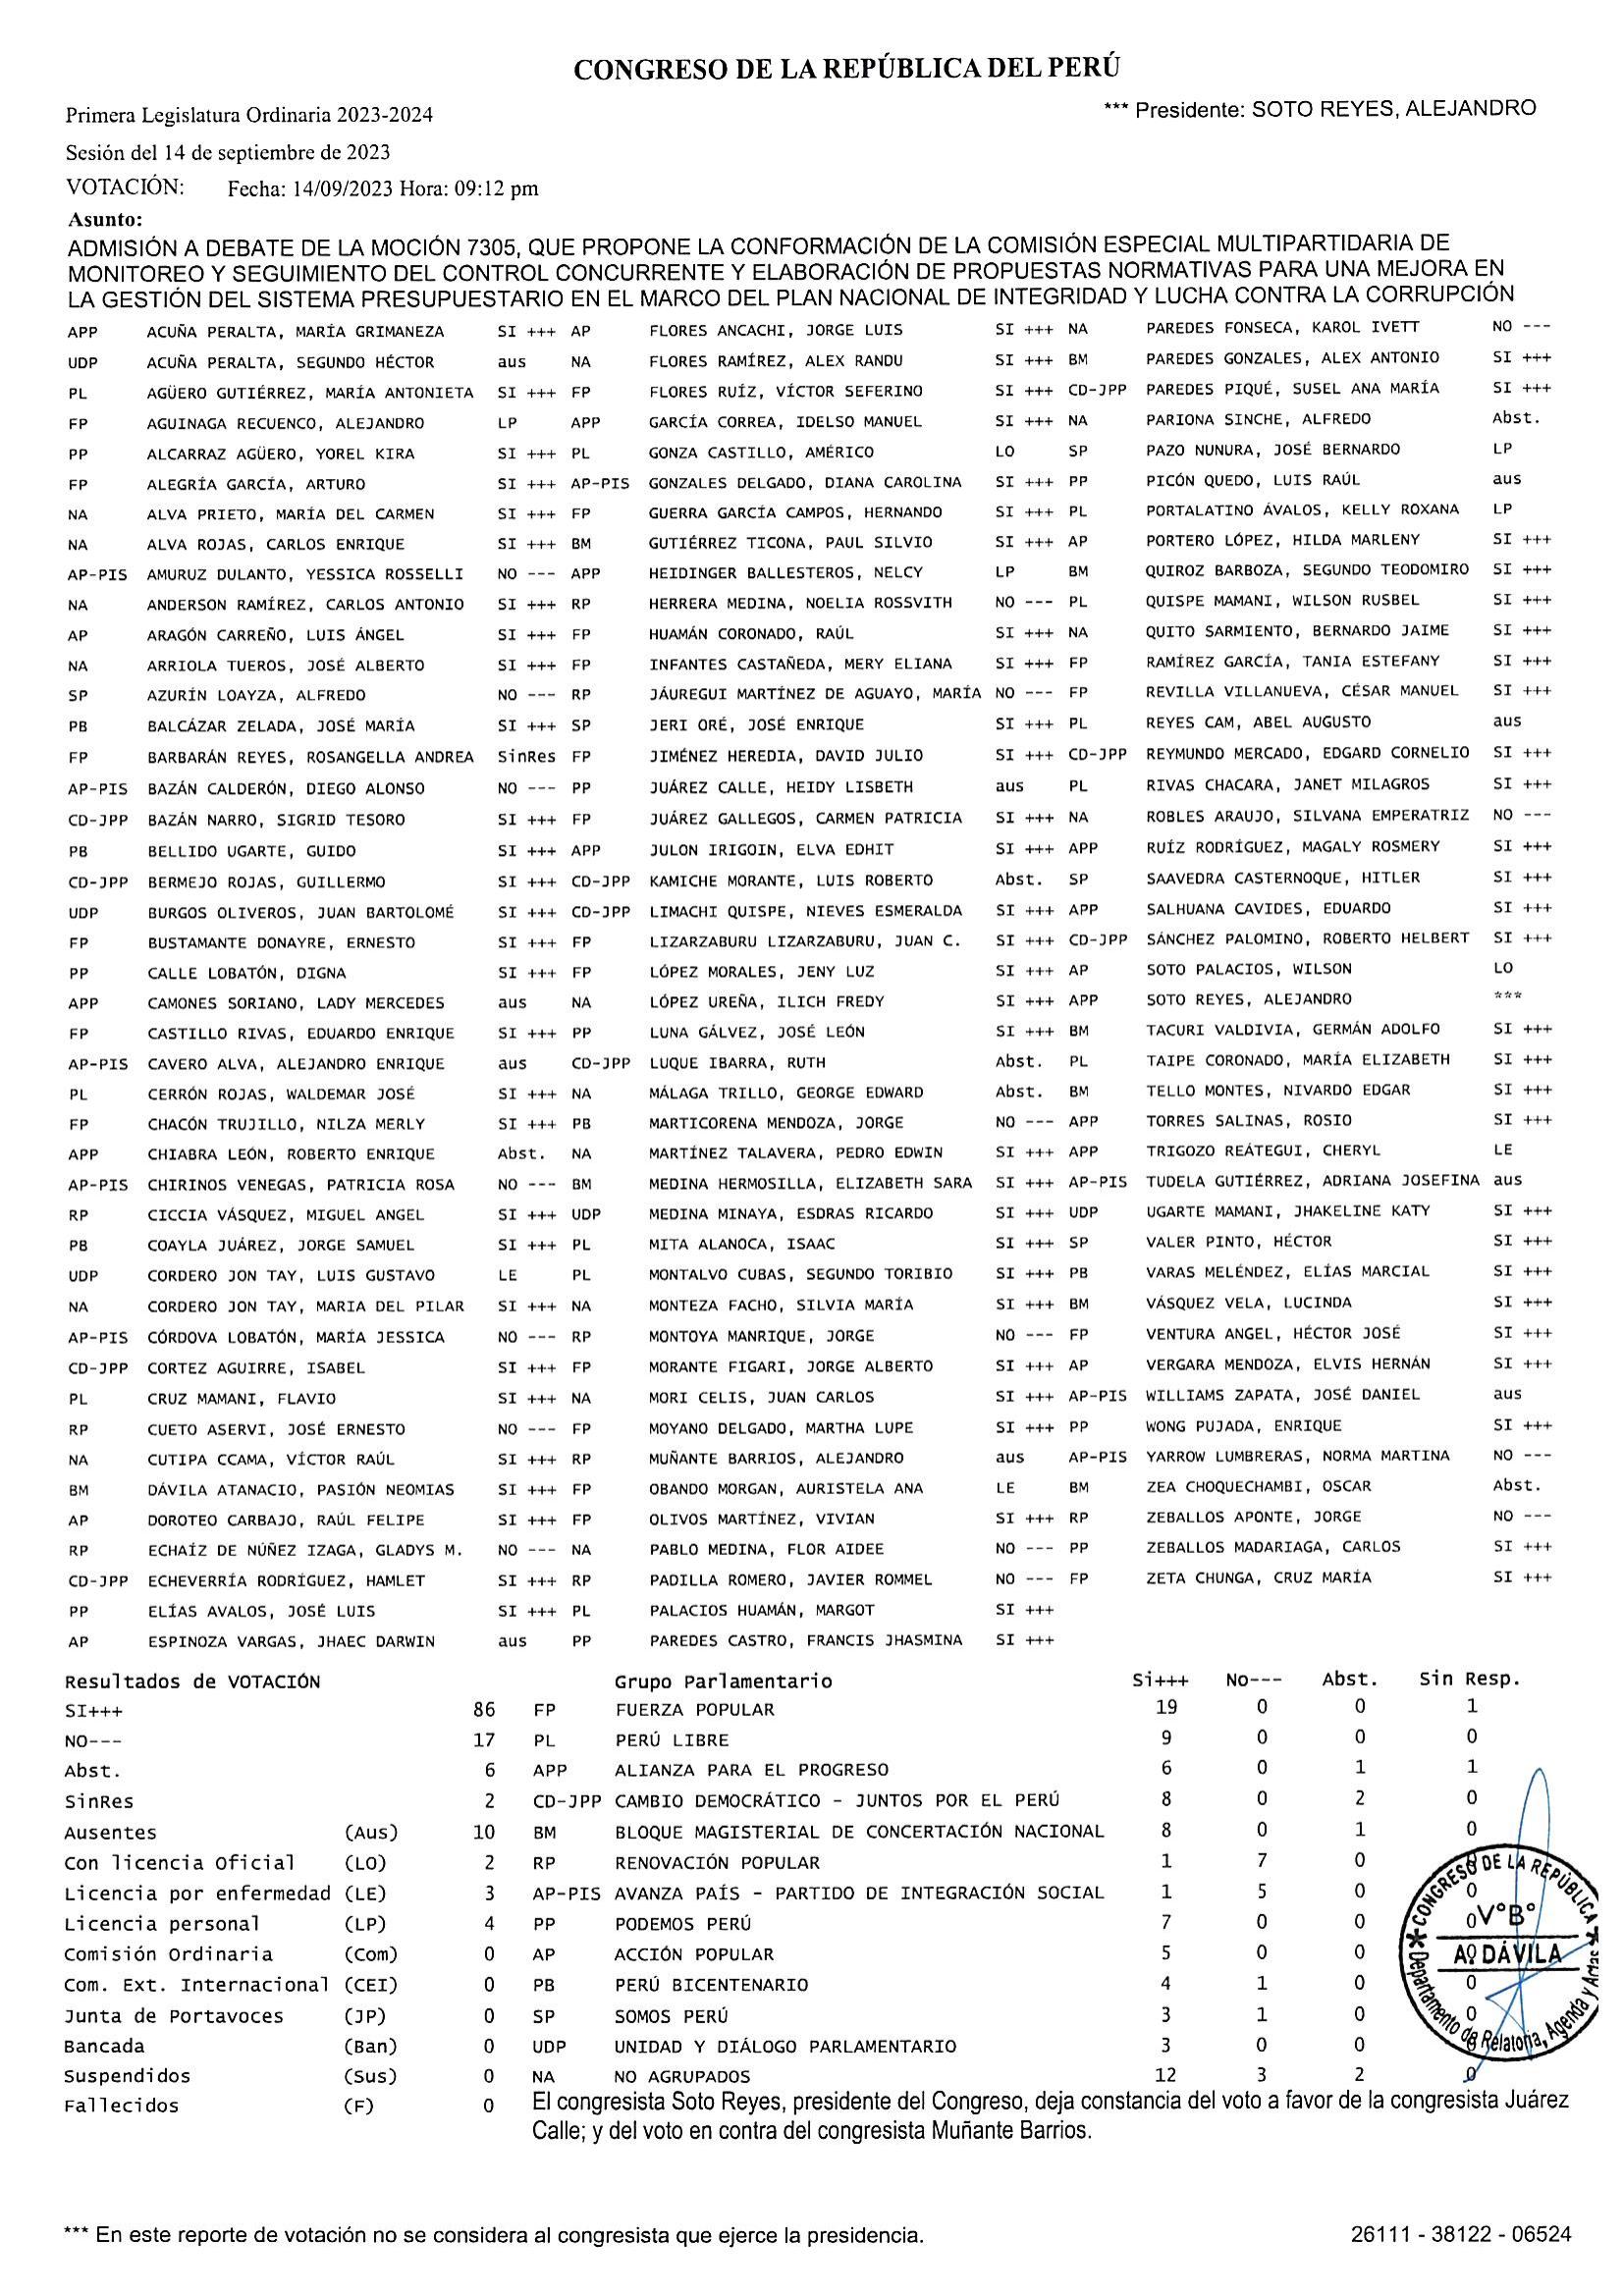 CONGRESO DE LA REPÚBLICA DEL PERÚ
Primera Legislatura Ordinaria 2023-2024 *** Presidente: SOTO REYES, ALEJANDRO
Sesión del 14 de septiembre de 2023
VOTACIÓN: Fecha: 14/09/2023 Hora: 09:12 pm
Asunto:
ADMISIÓN A DEBATE DE LA MOCIÓN 7305, QUE PROPONE LA CONFORMACIÓN DE LA COMISIÓN ESPECIAL MULTIPARTIDARIA DE
MONITOREO Y SEGUIMIENTO DEL CONTROL CONCURRENTE Y ELABORACIÓN DE PROPUESTAS NORMATIVAS PARA UNA MEJORA EN
LA GESTIÓN DEL SISTEMA PRESUPUESTARIO EN EL MARCO DEL PLAN NACIONAL DE INTEGRIDAD Y LUCHA CONTRA LA CORRUPCIÓN
APP ACUÑA PERALTA, MARÍA GRIMANEZA SI +++ AP FLORES ANCACHI, JORGE LUIS SI +++ NA PAREDES FONSECA, KAROL IVETT NO ---
UDP ACUÑA PERALTA, SEGUNDO HÉCTOR aus NA FLORES RAMÍREZ, ALEX RANDU SI +++ BM PAREDES GONZALES, ALEX ANTONIO SI +++
PL AGÜERO GUTIÉRREZ, MARÍA ANTONIETA SI +++ FP FLORES RUÍZ, VÍCTOR SEFERINO SI +++ CD-JPP PAREDES PIQUÉ, SUSEL ANA MARÍA SI +++
FP AGUINAGA RECUENCO, ALEJANDRO LP APP GARCÍA CORREA, IDELSO MANUEL SI +++ NA PARIONA SINCHE, ALFREDO Abst.
PP ALCARRAZ AGÜERO, YOREL KIRA SI +++ PL GONZA CASTILLO, AMÉRICO LO SP PAZO NUNURA, JOSÉ BERNARDO LP
FP ALEGRÍA GARCÍA, ARTURO SI +++ AP-PIS GONZALES DELGADO, DIANA CAROLINA SI +++ PP PICÓN QUEDO, LUIS RAÚL aus
NA ALVA PRIETO, MARÍA DEL CARMEN SI +++ FP GUERRA GARCÍA CAMPOS, HERNANDO SI +++ PL PORTALATINO ÁVALOS, KELLY ROXANA LP
NA ALVA ROJAS, CARLOS ENRIQUE SI +++ BM GUTIÉRREZ TICONA, PAUL SILVIO SI +++ AP PORTERO LÓPEZ, HILDA MARLENY SI +++
AP-PIS AMURUZ DULANTO, YESSICA ROSSELLI NO --- APP HEIDINGER BALLESTEROS, NELCY LP BM QUIROZ BARBOZA, SEGUNDO TEODOMIRO SI +++
NA ANDERSON RAMÍREZ, CARLOS ANTONIO SI +++ RP HERRERA MEDINA, NOELIA ROSSVITH NO --- PL QUISPE MAMANI, WILSON RUSBEL SI +++
AP ARAGÓN CARREÑO, LUIS ÁNGEL SI +++ FP HUAMÁN CORONADO, RAÚL SI +++ NA QUITO SARMIENTO, BERNARDO JAIME SI +++
NA ARRIOLA TUEROS, JOSÉ ALBERTO SI +++ FP INFANTES CASTAÑEDA, MERY ELIANA SI +++ FP RAMÍREZ GARCÍA, TANIA ESTEFANY SI +++
SP AZURÍN LOAYZA, ALFREDO NO --- RP JÁUREGUI MARTÍNEZ DE AGUAYO, MARÍA NO --- FP REVILLA VILLANUEVA, CÉSAR MANUEL SI +++
PB BALCÁZAR ZELADA, JOSÉ MARÍA SI +++ SP JERI ORÉ, JOSÉ ENRIQUE SI +++ PL REYES CAM, ABEL AUGUSTO aus
FP BARBARÁN REYES, ROSANGELLA ANDREA SinRes FP JIMÉNEZ HEREDIA, DAVID JULIO SI +++ CD-JPP REYMUNDO MERCADO, EDGARD CORNELIO SI +++
AP-PIS BAZÁN CALDERÓN, DIEGO ALONSO NO --- PP JUÁREZ CALLE, HEIDY LISBETH aus PL RIVAS CHACARA, JANET MILAGROS SI +++
CD-JPP BAZÁN NARRO, SIGRID TESORO SI +++ FP JUÁREZ GALLEGOS, CARMEN PATRICIA SI +++ NA ROBLES ARAUJO, SILVANA EMPERATRIZ NO ---
PB BELLIDO UGARTE, GUIDO SI +++ APP JULON IRIGOIN, ELVA EDHIT SI +++ APP RUÍZ RODRÍGUEZ, MAGALY ROSMERY SI +++
CD-JPP BERMEJO ROJAS, GUILLERMO SI +++ CD-JPP KAMICHE MORANTE, LUIS ROBERTO Abst. SP SAAVEDRA CASTERNOQUE, HITLER SI +++
UDP BURGOS OLIVEROS, JUAN BARTOLOMÉ SI +++ CD-JPP LIMACHI QUISPE, NIEVES ESMERALDA SI +++ APP SALHUANA CAVIDES, EDUARDO SI +++
FP BUSTAMANTE DONAYRE, ERNESTO SI +++ FP LIZARZABURU LIZARZABURU, JUAN C. SI +++ CD-JPP SÁNCHEZ PALOMINO, ROBERTO HELBERT SI +++
PP CALLE LOBATÓN, DIGNA SI +++ FP LÓPEZ MORALES, JENY LUZ SI +++ AP SOTO PALACIOS, WILSON LO
APP CAMONES SORIANO, LADY MERCEDES aus NA LÓPEZ UREÑA, ILICH FREDY SI +++ APP SOTO REYES, ALEJANDRO ***
FP CASTILLO RIVAS, EDUARDO ENRIQUE SI +++ PP LUNA GÁLVEZ, JOSÉ LEÓN SI +++ BM TACURI VALDIVIA, GERMÁN ADOLFO SI +++
AP-PIS CAVERO ALVA, ALEJANDRO ENRIQUE aus CD-JPP LUQUE IBARRA, RUTH Abst. PL TAIPE CORONADO, MARÍA ELIZABETH SI +++
PL CERRÓN ROJAS, WALDEMAR JOSÉ SI +++ NA MÁLAGA TRILLO, GEORGE EDWARD Abst. BM TELLO MONTES, NIVARDO EDGAR SI +++
FP CHACÓN TRUJILLO, NILZA MERLY SI +++ PB MARTICORENA MENDOZA, JORGE NO --- APP TORRES SALINAS, ROSIO SI +++
APP CHIABRA LEÓN, ROBERTO ENRIQUE Abst. NA MARTÍNEZ TALAVERA, PEDRO EDWIN SI +++ APP TRIGOZO REÁTEGUI, CHERYL LE
AP-PIS CHIRINOS VENEGAS, PATRICIA ROSA NO --- BM MEDINA HERMOSILLA, ELIZABETH SARA SI +++ AP-PIS TUDELA GUTIÉRREZ, ADRIANA JOSEFINA aus
RP CICCIA VÁSQUEZ, MIGUEL ANGEL SI +++ UDP MEDINA MINAYA, ESDRAS RICARDO SI +++ UDP UGARTE MAMANI, JHAKELINE KATY SI +++
PB COAYLA JUÁREZ, JORGE SAMUEL SI +++ PL MITA ALANOCA, ISAAC SI +++ SP VALER PINTO, HÉCTOR SI +++
UDP CORDERO JON TAY, LUIS GUSTAVO LE PL MONTALVO CUBAS, SEGUNDO TORIBIO SI +++ PB VARAS MELÉNDEZ, ELÍAS MARCIAL SI +++
NA CORDERO JON TAY, MARIA DEL PILAR SI +++ NA MONTEZA FACHO, SILVIA MARÍA SI +++ BM VÁSQUEZ VELA, LUCINDA SI +++
AP-PIS CÓRDOVA LOBATÓN, MARÍA JESSICA NO --- RP MONTOYA MANRIQUE, JORGE NO --- FP VENTURA ANGEL, HÉCTOR JOSÉ SI +++
CD-JPP CORTEZ AGUIRRE, ISABEL SI +++ FP MORANTE FIGARI, JORGE ALBERTO SI +++ AP VERGARA MENDOZA, ELVIS HERNÁN SI +++
PL CRUZ MAMANI, FLAVIO SI +++ NA MORI CELIS, JUAN CARLOS SI +++ AP-PIS WILLIAMS ZAPATA, JOSÉ DANIEL aus
RP CUETO ASERVI, JOSÉ ERNESTO NO --- FP MOYANO DELGADO, MARTHA LUPE SI +++ PP WONG PUJADA, ENRIQUE SI +++
NA CUTIPA CCAMA, VÍCTOR RAÚL SI +++ RP MUÑANTE BARRIOS, ALEJANDRO aus AP-PIS YARROW LUMBRERAS, NORMA MARTINA NO ---
BM DÁVILA ATANACIO, PASIÓN NEOMIAS SI +++ FP OBANDO MORGAN, AURISTELA ANA LE BM ZEA CHOQUECHAMBI, OSCAR Abst.
AP DOROTEO CARBAJO, RAÚL FELIPE SI +++ FP OLIVOS MARTÍNEZ, VIVIAN SI +++ RP ZEBALLOS APONTE, JORGE NO ---
RP ECHAÍZ DE NÚÑEZ IZAGA, GLADYS M. NO --- NA PABLO MEDINA, FLOR AIDEE NO --- PP ZEBALLOS MADARIAGA, CARLOS SI +++
CD-JPP ECHEVERRÍA RODRÍGUEZ, HAMLET SI +++ RP PADILLA ROMERO, JAVIER ROMMEL NO --- FP ZETA CHUNGA, CRUZ MARÍA SI +++
PP ELÍAS AVALOS, JOSÉ LUIS SI +++ PL PALACIOS HUAMÁN, MARGOT SI +++
AP ESPINOZA VARGAS, JHAEC DARWIN aus PP PAREDES CASTRO, FRANCIS JHASMINA SI +++
Resultados de VOTACIÓN Grupo Parlamentario Si+++ No--- Abst. Sin Resp.
SI+++ 86 FP FUERZA POPULAR 19 0 0 1
NO--- 17 PL PERÚ LIBRE 9 0 0 0
Abst. 6 APP ALIANZA PARA EL PROGRESO 6 0 1 1
SinRes 2 CD-JPP CAMBIO DEMOCRÁTICO - JUNTOS POR EL PERÚ 8 0 2 0
Ausentes (Aus) 10 BM BLOQUE MAGISTERIAL DE CONCERTACIÓN NACIONAL 8 0 1 0
Con licencia Oficial (LO) 2 RP RENOVACIÓN POPULAR 1 7 0 0
Licencia por enfermedad (LE) 3 AP-PIS AVANZA PAÍS - PARTIDO DE INTEGRACIÓN SOCIAL 1 5 0 0
Licencia personal (LP) 4 PP PODEMOS PERÚ 7 0 0 0
Comisión Ordinaria (Com) 0 AP ACCIÓN POPULAR 5 0 0
Com. Ext. Internacional (CEI) 0 PB PERÚ BICENTENARIO 4 1 0 0
Junta de Portavoces (JP) 0 SP SOMOS PERÚ 3 1 0 0
Bancada (Ban) 0 UDP UNIDAD Y DIÁLOGO PARLAMENTARIO 3 0 0 0
Suspendidos (Sus) 0 NA NO AGRUPADOS 12 3 2 0
Fallecidos (F) 0
CONGRESO DE LA REPÚBLICA
V°B°
A. DÁVILA
Departamento de Relatoría, Agenda y Actas
El congresista Soto Reyes, presidente del Congreso, deja constancia del voto a favor de la congresista Juárez
Calle; y del voto en contra del congresista Muñante Barrios.
*** En este reporte de votación no se considera al congresista que ejerce la presidencia. 26111 - 38122 - 06524